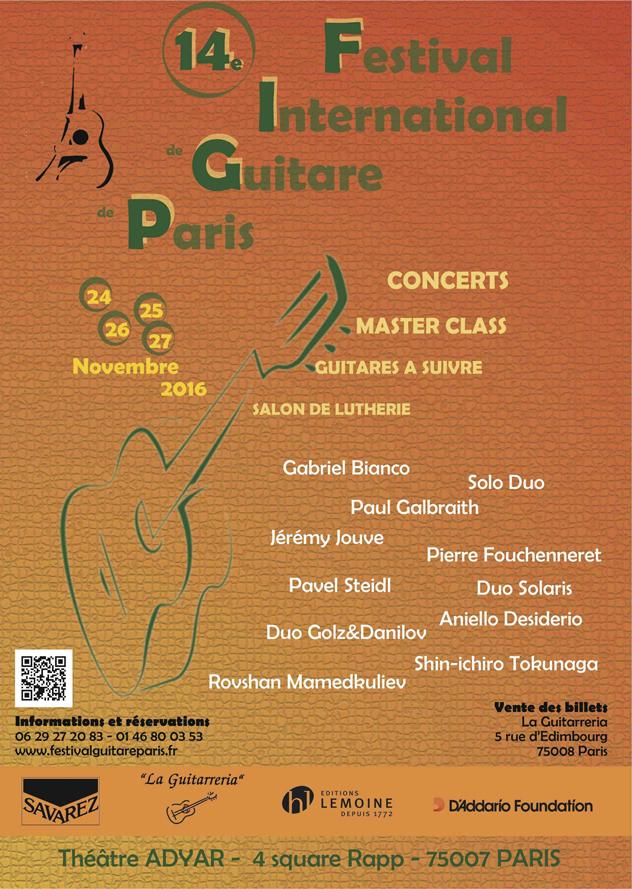 14e
Festival
International
de Guitare
de Paris
24
25
26
27
Novembre
2016
CONCERTS
MASTER CLASS
GUITARES A SUIVRE
SALON DE LUTHERIE
Gabriel Bianco
Solo Duo
Paul Galbraith
Jérémy Jouve
Pierre Fouchenneret
Pavel Steidl
Duo Solaris
Aniello Desiderio
Duo Golz&Danilov
Shin-ichiro Tokunaga
Rovshan Mamedkuliev
Informations et réservations
06 29 27 20 83 - 01 46 80 03 53
www.festivalguitareparis.fr
Vente des billets
La Guitarreria
5 rue d'Edimbourg
75008 Paris
SAVAREZ
"La Guitarreria"
hl
EDITIONS
LEMOINE
DEPUIS 1772
D'Addario Foundation
Théâtre ADYAR - 4 square Rapp - 75007 PARIS